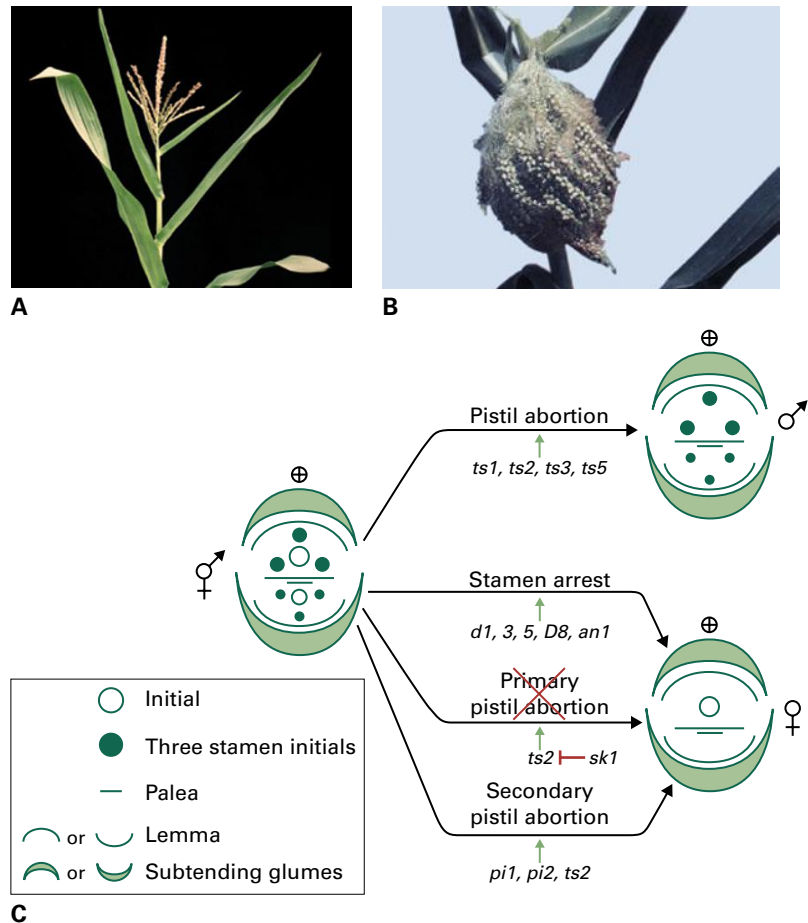 A
B
Pistil abortion
ts1, ts2, ts3, ts5
Stamen arrest
d1, 3, 5, D8, an1
Primary
pistil abortion
ts2
sk1
Secondary
pistil abortion
pi1, pi2, ts2
Initial
Three stamen initials
Palea
or
Lemma
or
Subtending glumes
C